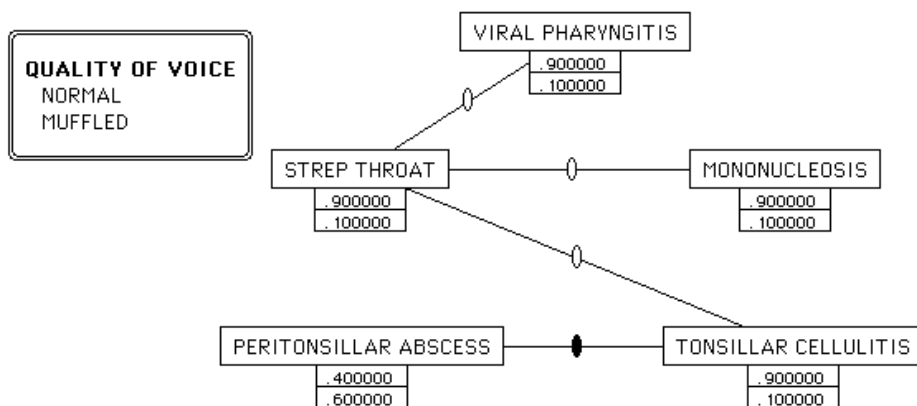 QUALITY OF VOICE
NORMAL
MUFFLED
VIRAL PHARYNGITIS
.900000
.100000
STREP THROAT
.900000
.100000
MONONUCLEOSIS
.900000
.100000
PERITONSILLAR ABSCESS
.400000
.600000
TONSILLAR CELLULITIS
.900000
.100000